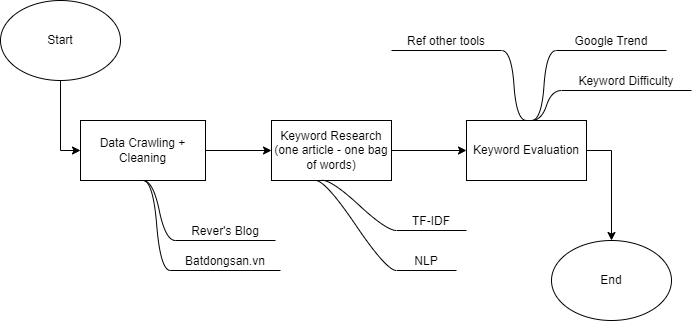 Start
Ref other tools
Google Trend
Keyword Difficulty
Data Crawling +
Cleaning
Keyword Research
(one article - one bag
of words)
Keyword Evaluation
Rever's Blog
Batdongsan.vn
TF-IDF
NLP
End